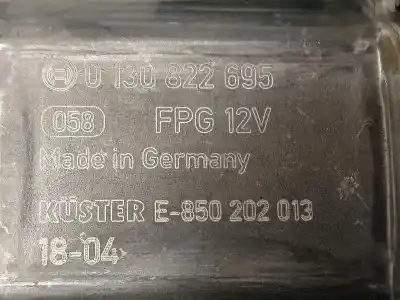 0 130 822 695
058 FPG 12V
Made in Germany
KÜSTER E-850 202 013
18-04